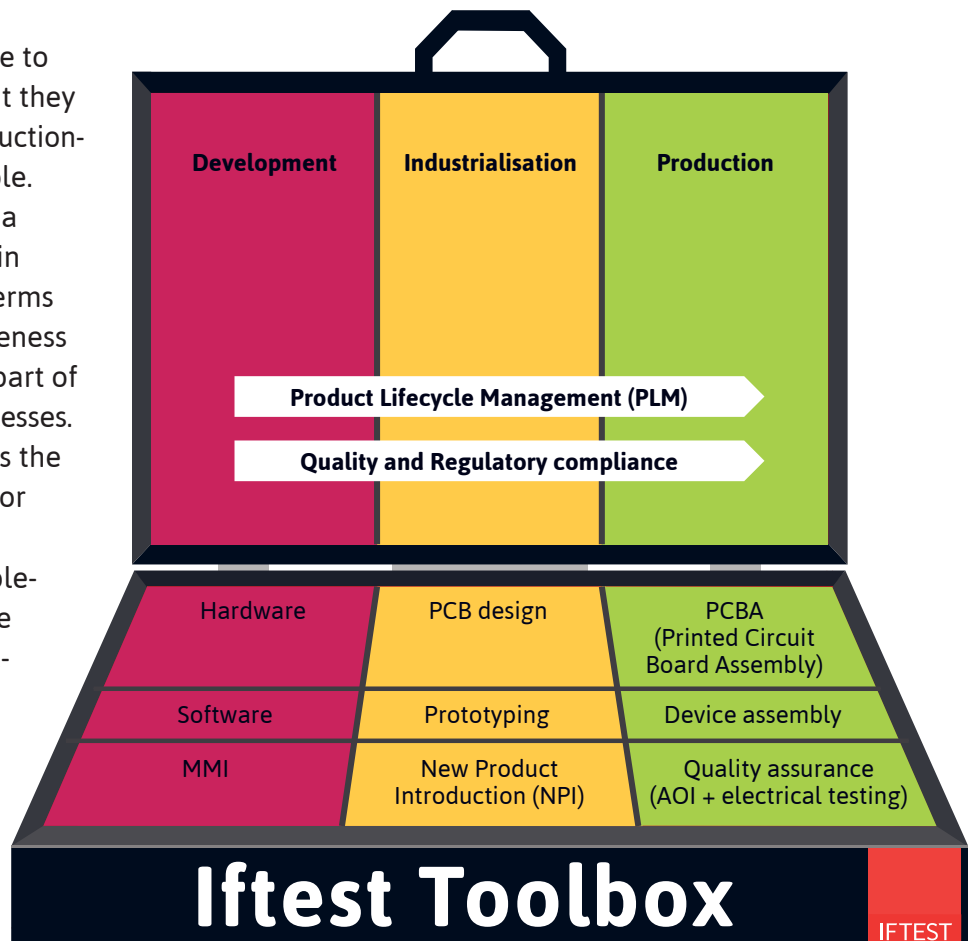 e to
t they
uction-
le.
a
in
erms
eness
part of
esses.
s the
or
ple-
e
-
Development
Industrialisation
Production
Product Lifecycle Management (PLM)
Quality and Regulatory compliance
Hardware
PCB design
PCBA
(Printed Circuit
Board Assembly)
Software
Prototyping
Device assembly
MMI
New Product
Introduction (NPI)
Quality assurance
(AOI + electrical testing)
Iftest Toolbox
IFTEST